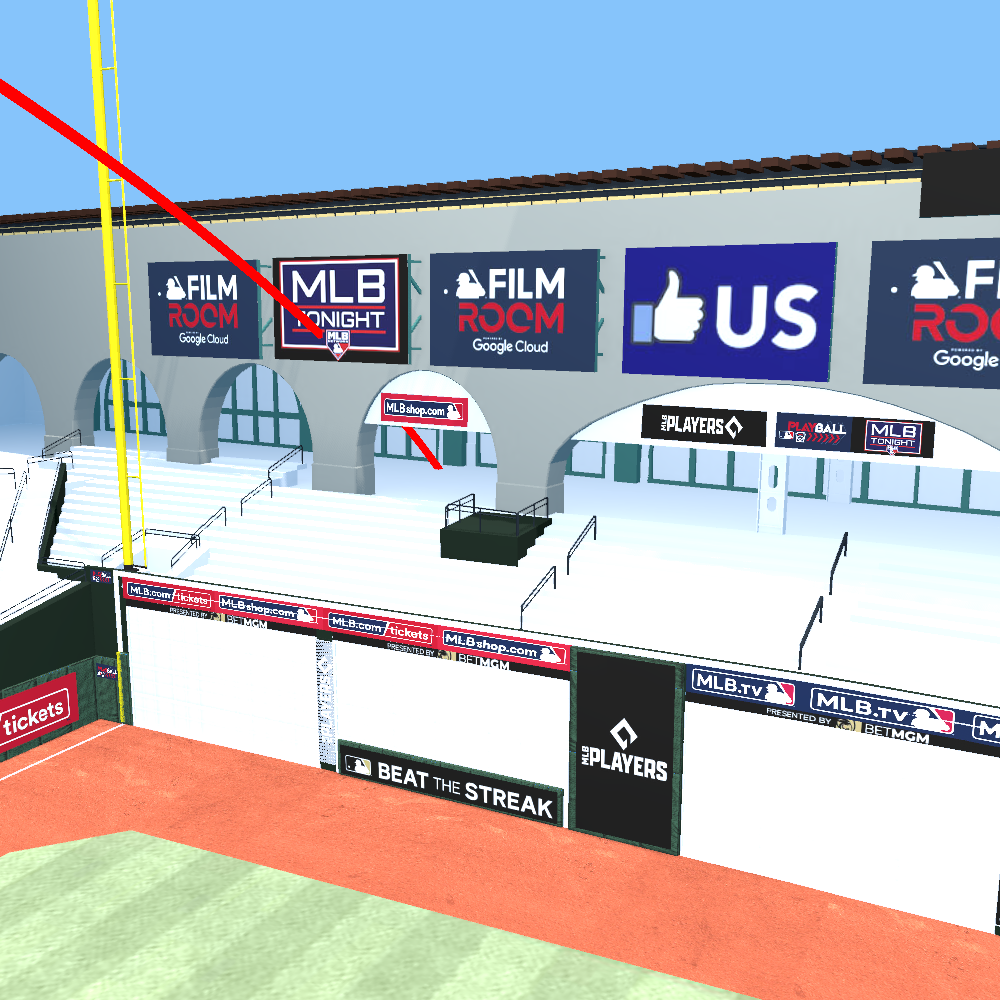 FILM
ROOM
Google Cloud
MLB
TONIGHT
MLB
NETWORK
FILM
ROOM
Google Cloud
US
ROOM
POWERED BY
Google
MLBshop.com
MLB PLAYERS
PLAY BALL
MLB
TONIGHT
MLB.com/tickets
MLBshop.com
MLB.com/tickets
MLBshop.com
PRESENTED BY BETMGM
PRESENTED BY BETMGM
MLB.TV
MLB.TV
PRESENTED BY BETMGM
tickets
BEAT THE STREAK
MLB PLAYERS